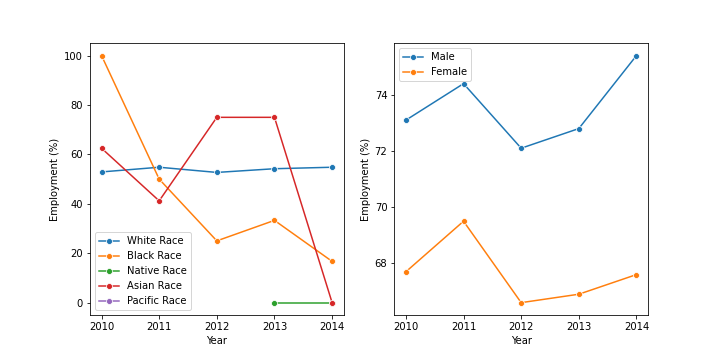 100
80
60
40
20
0
Employment (%)
2010 2011 2012 2013 2014
Year
White Race
Black Race
Native Race
Asian Race
Pacific Race
74
72
70
68
Employment (%)
2010 2011 2012 2013 2014
Year
Male
Female